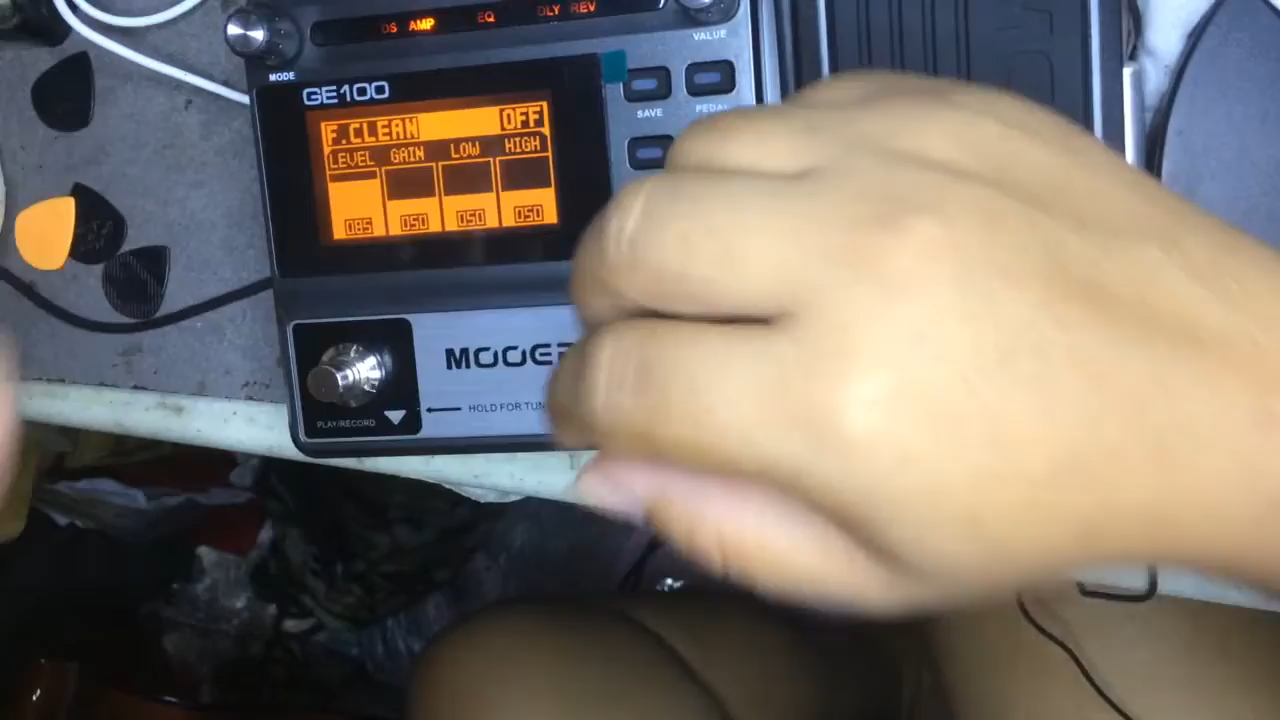 DS AMP EQ DLY REV
MODE
VALUE
GE100
SAVE
F.CLEAN OFF
LEVEL GAIN LOW HIGH
085 050 050 050
MOOER
HOLD FOR
PLAY/RECORD